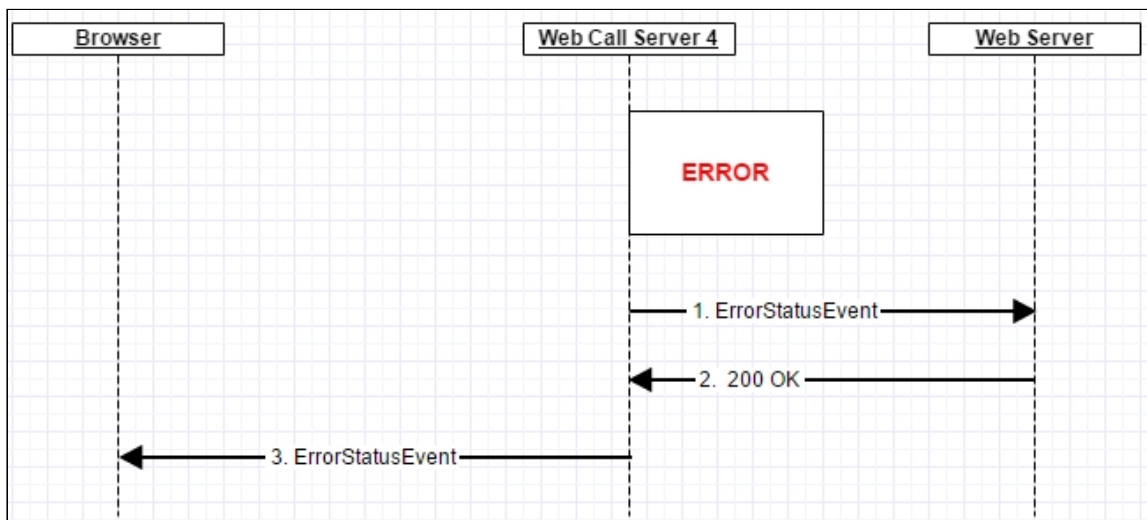 Browser
Web Call Server 4
Web Server
ERROR
1. ErrorStatusEvent
2. 200 OK
3. ErrorStatusEvent